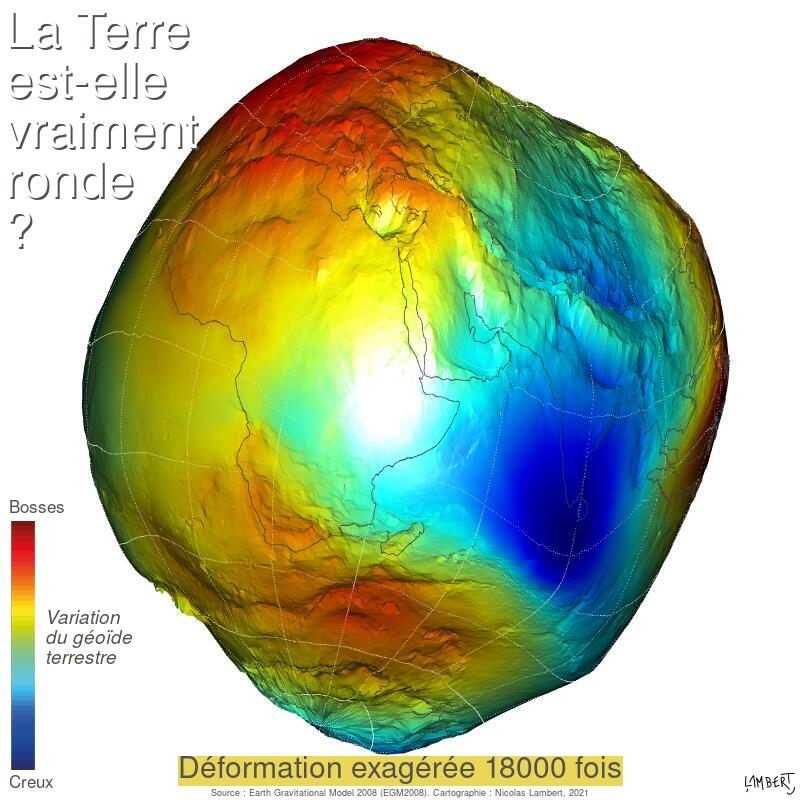 La Terre
est-elle
vraiment
ronde
?
Bosses
Variation
du géoïde
terrestre
Creux
Déformation exagérée 18000 fois
Source : Earth Gravitational Model 2008 (EGM2008). Cartographie : Nicolas Lambert, 2021
LAMBERT